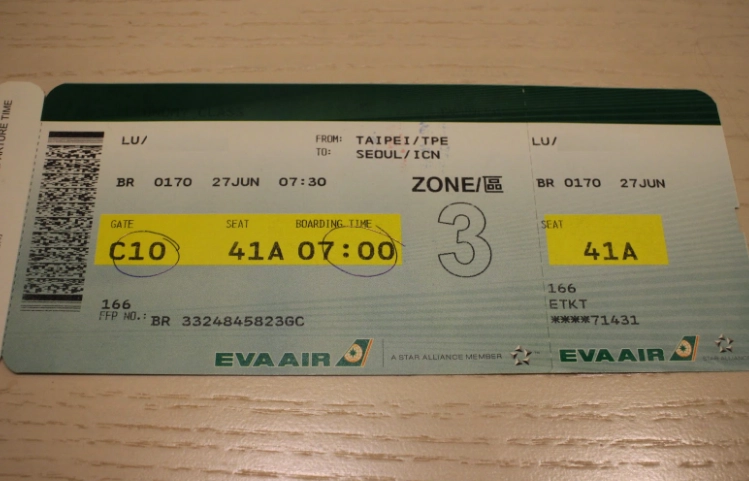 LU/
FROM: TAIPEI/TPE
TO: SEOUL/ICN
BR 0170 27JUN 07:30
ZONE/區
3
GATE SEAT BOARDING TIME
C10 41A 07:00
166
FFP NO.: BR 3324845823GC
EVA AIR
A STAR ALLIANCE MEMBER
LU/
BR 0170 27JUN
SEAT
41A
166
ETKT
****71431
EVA AIR